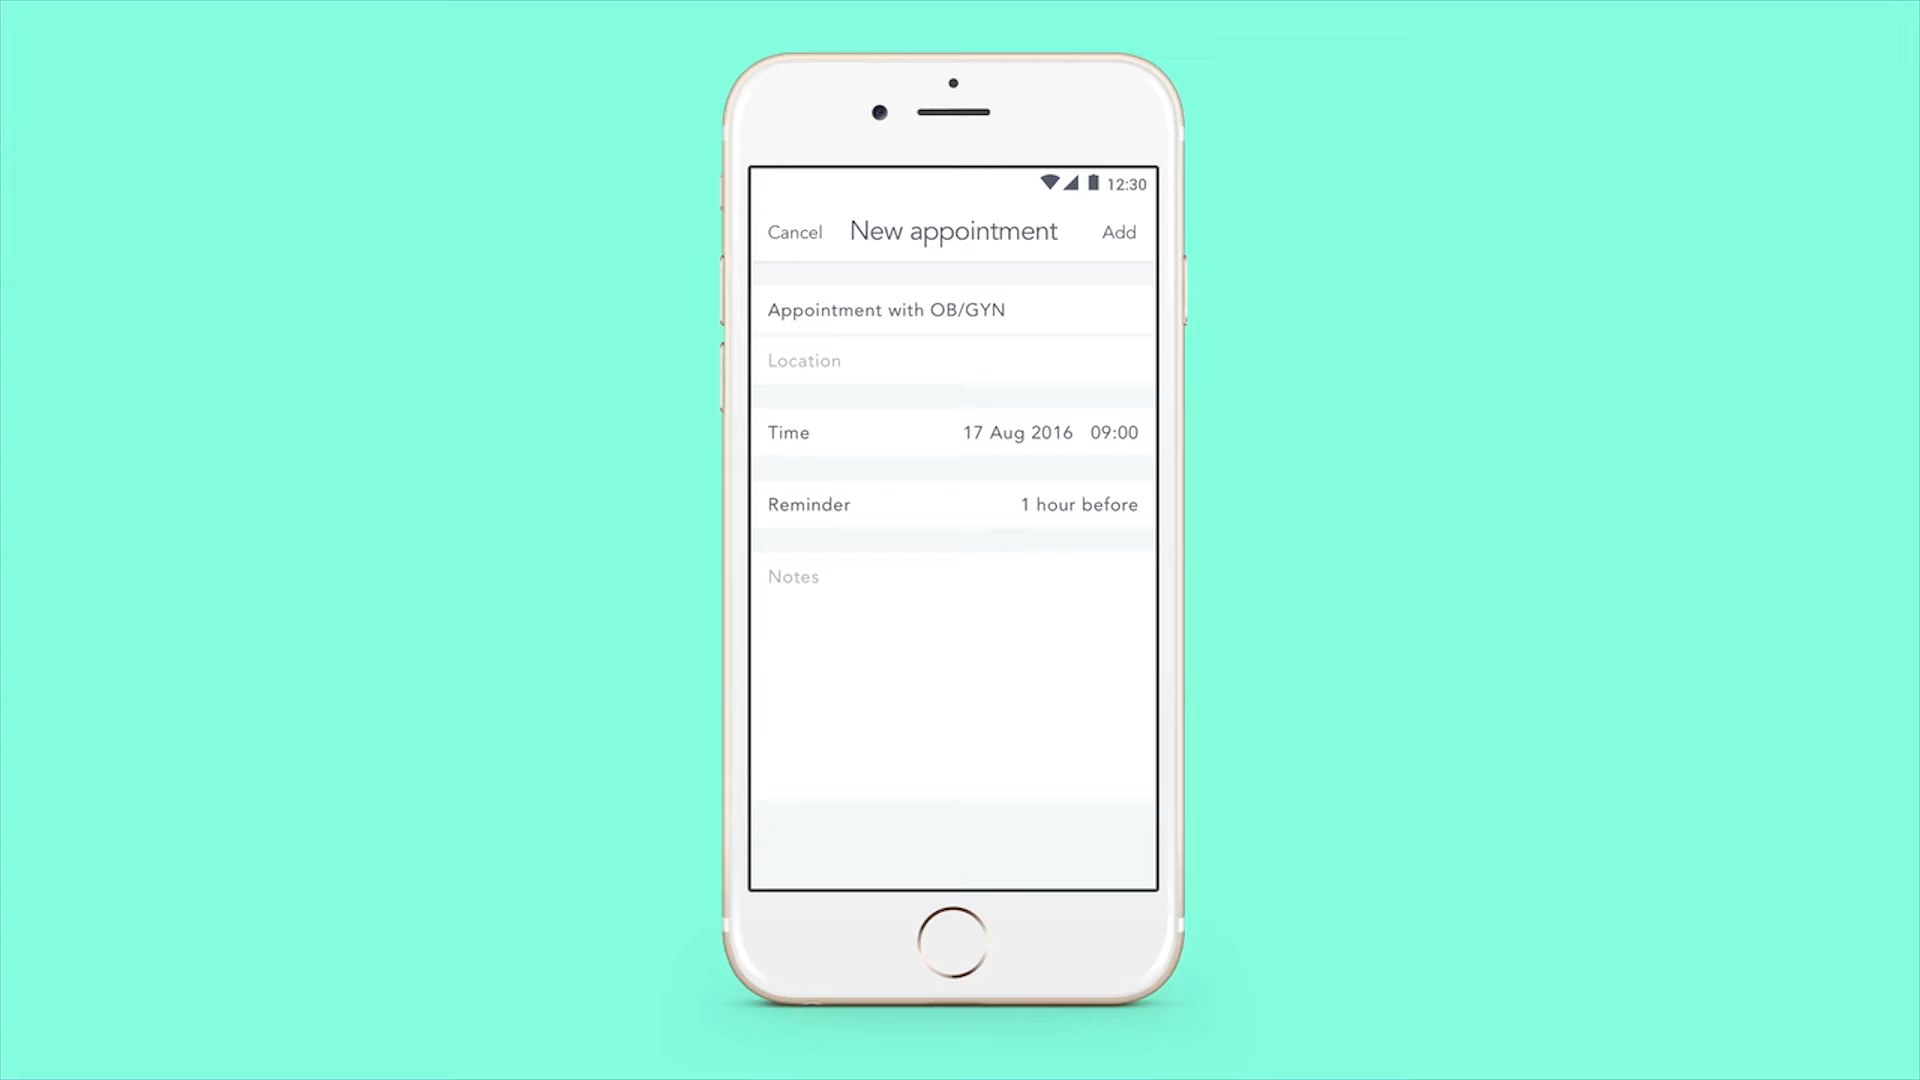 12:30
Cancel New appointment Add
Appointment with OB/GYN
Location
Time 17 Aug 2016 09:00
Reminder 1 hour before
Notes